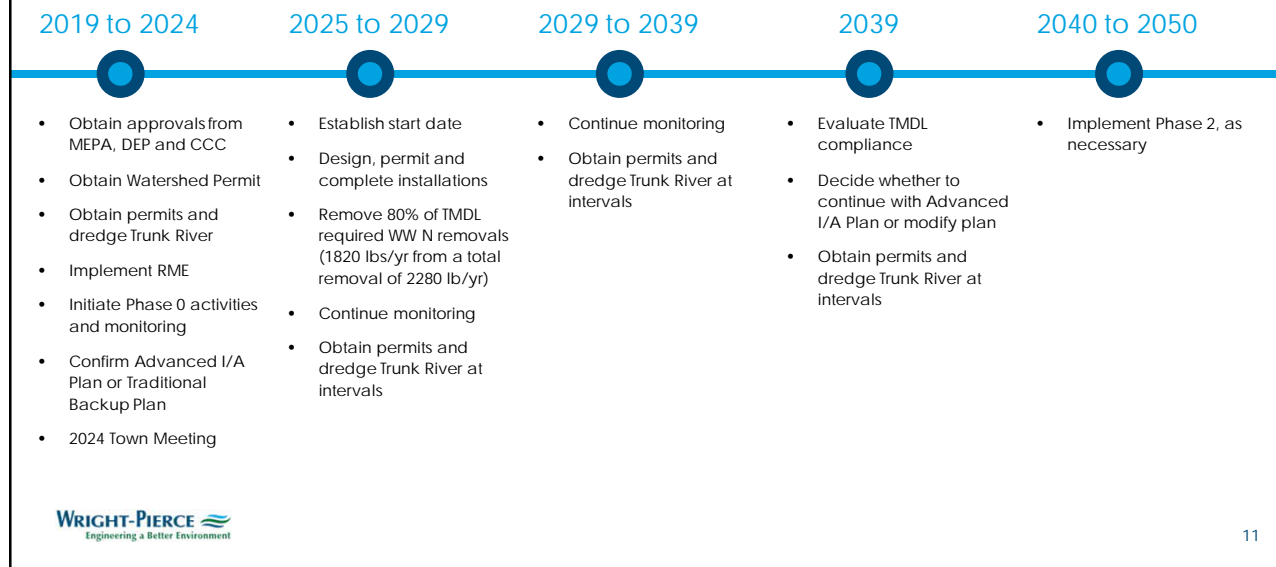 2019 to 2024
• Obtain approvals from
MEPA, DEP and CCC
• Obtain Watershed Permit
• Obtain permits and
dredge Trunk River
• Implement RME
• Initiate Phase 0 activities
and monitoring
• Confirm Advanced I/A
Plan or Traditional
Backup Plan
• 2024 Town Meeting
2025 to 2029
• Establish start date
• Design, permit and
complete installations
• Remove 80% of TMDL
required WW N removals
(1820 lbs/yr from a total
removal of 2280 lb/yr)
• Continue monitoring
• Obtain permits and
dredge Trunk River at
intervals
2029 to 2039
• Continue monitoring
• Obtain permits and
dredge Trunk River at
intervals
2039
• Evaluate TMDL
compliance
• Decide whether to
continue with Advanced
I/A Plan or modify plan
• Obtain permits and
dredge Trunk River at
intervals
2040 to 2050
• Implement Phase 2, as
necessary
WRIGHT-PIERCE
Engineering a Better Environment
11